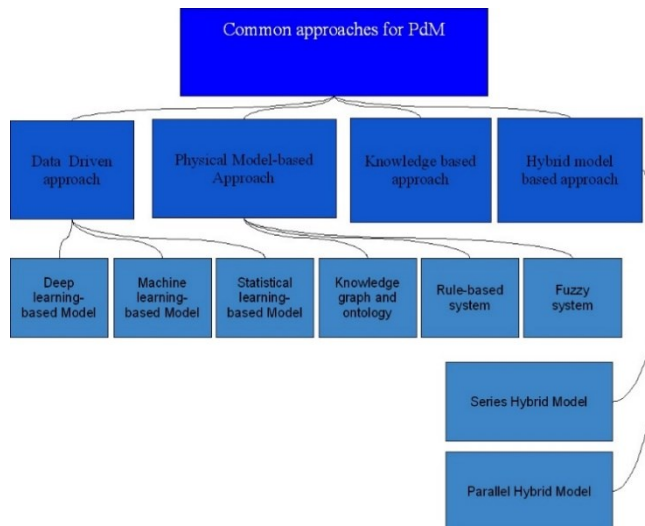 Common approaches for PdM
Data Driven
approach
Physical Model-based
Approach
Knowledge based
approach
Hybrid model
based approach
Deep
learning-
based Model
Machine
learning-
based Model
Statistical
learning-
based Model
Knowledge
graph and
ontology
Rule-based
system
Fuzzy
system
Series Hybrid Model
Parallel Hybrid Model